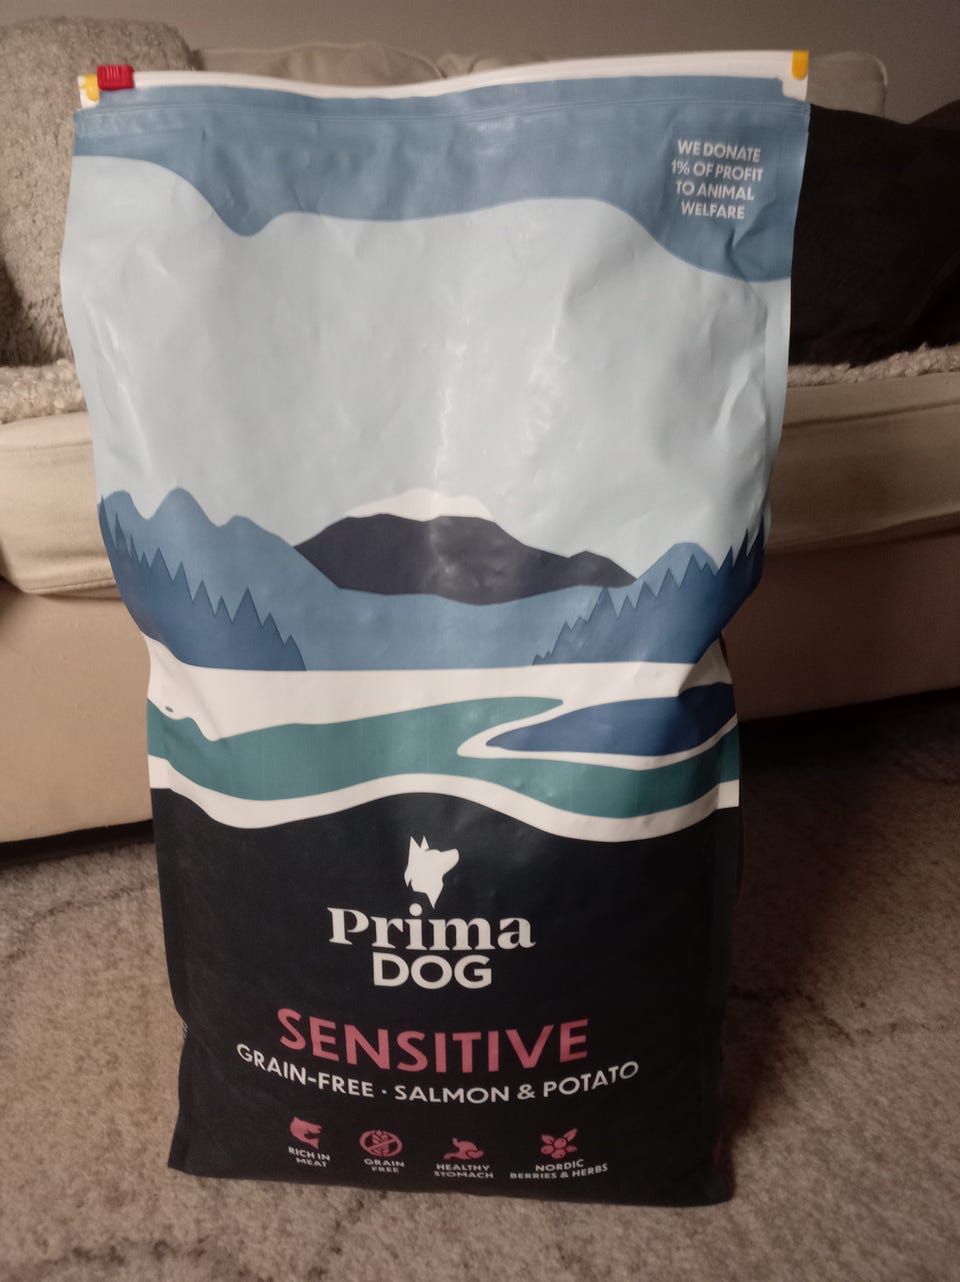 WE DONATE
1% OF PROFIT
TO ANIMAL
WELFARE
Prima
DOG
SENSITIVE
GRAIN-FREE · SALMON & POTATO
RICH IN
MEAT
GRAIN
FREE
HEALTHY
STOMACH
NORDIC
BERRIES & HERBS